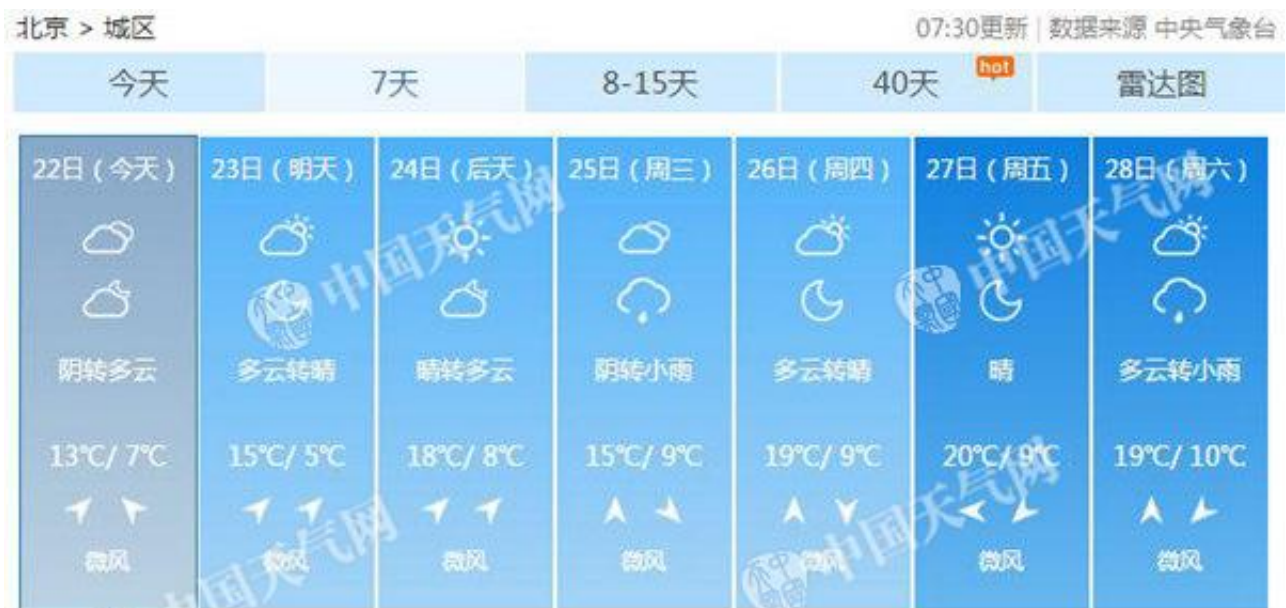 北京 > 城区
07:30更新 | 数据来源 中央气象台
今天 7天 8-15天 40天 hot 雷达图
22日（今天） 23日（明天） 24日（后天） 25日（周三） 26日（周四） 27日（周五） 28日（周六）
阴转多云 多云转晴 晴转多云 阴转小雨 多云转晴 晴 多云转小雨
13℃/ 7℃ 15℃/ 5℃ 18℃/ 8℃ 15℃/ 9℃ 19℃/ 9℃ 20℃/ 9℃ 19℃/ 10℃
微风 微风 微风 微风 微风 微风 微风
中国天气网
中国天气网
中国天气网
中国天气网